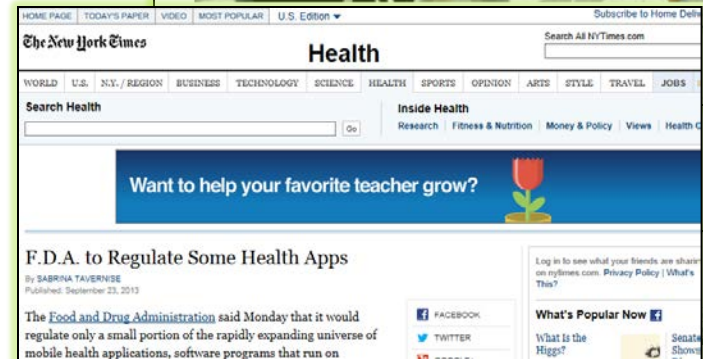 HOME PAGE TODAY'S PAPER VIDEO MOST POPULAR U.S. Edition
Subscribe to Home
The New York Times
Health
Search All NYTimes.com
WORLD U.S. N.Y. / REGION BUSINESS TECHNOLOGY SCIENCE HEALTH SPORTS OPINION ARTS STYLE TRAVEL JOBS
Search Health
Go
Inside Health
Research Fitness & Nutrition Money & Policy Views Health
Want to help your favorite teacher grow?
F.D.A. to Regulate Some Health Apps
By SABRINA TAVERNISE
Published: September 23, 2013
The Food and Drug Administration said Monday that it would
regulate only a small portion of the rapidly expanding universe of
mobile health applications, software programs that run on
FACEBOOK
TWITTER
Log in to see what your friends are
on nytimes.com. Privacy Policy | What's
This?
What's Popular Now
What Is the
Higgs?